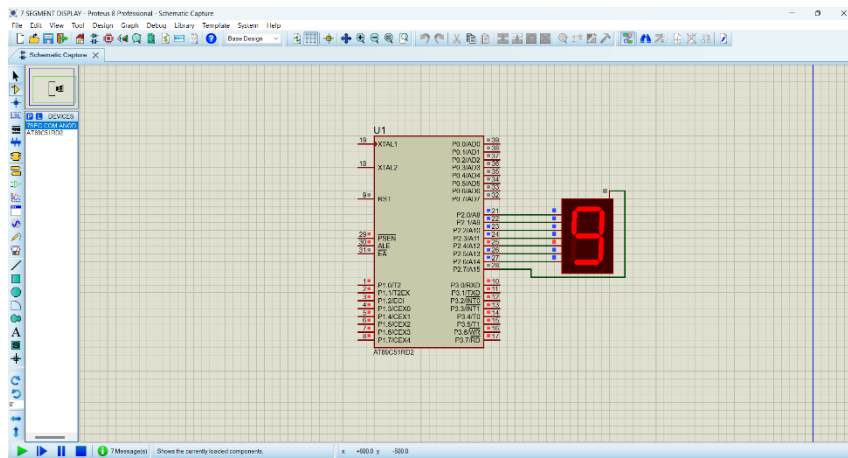 7 SEGMENT DISPLAY - Proteus 8 Professional - Schematic Capture
File Edit View Tool Design Graph Debug Library Template System Help
Base Design
Schematic Capture
P L DEVICES
7SEG-COM-ANOD
AT89C51RD2
U1
19 XTAL1
18 XTAL2
9 RST
29 PSEN
30 ALE
31 EA
1 P1.0/T2
2 P1.1/T2EX
3 P1.2/ECI
4 P1.3/CEX0
5 P1.4/CEX1
6 P1.5/CEX2
7 P1.6/CEX3
8 P1.7/CEX4
P0.0/AD0 39
P0.1/AD1 38
P0.2/AD2 37
P0.3/AD3 36
P0.4/AD4 35
P0.5/AD5 34
P0.6/AD6 33
P0.7/AD7 32
P2.0/A8 21
P2.1/A9 22
P2.2/A10 23
P2.3/A11 24
P2.4/A12 25
P2.5/A13 26
P2.6/A14 27
P2.7/A15 28
P3.0/RXD 10
P3.1/TXD 11
P3.2/INT0 12
P3.3/INT1 13
P3.4/T0 14
P3.5/T1 15
P3.6/WR 16
P3.7/RD 17
AT89C51RD2
9
7 Message(s) Shows the currently loaded components. x +600.0 y -500.0